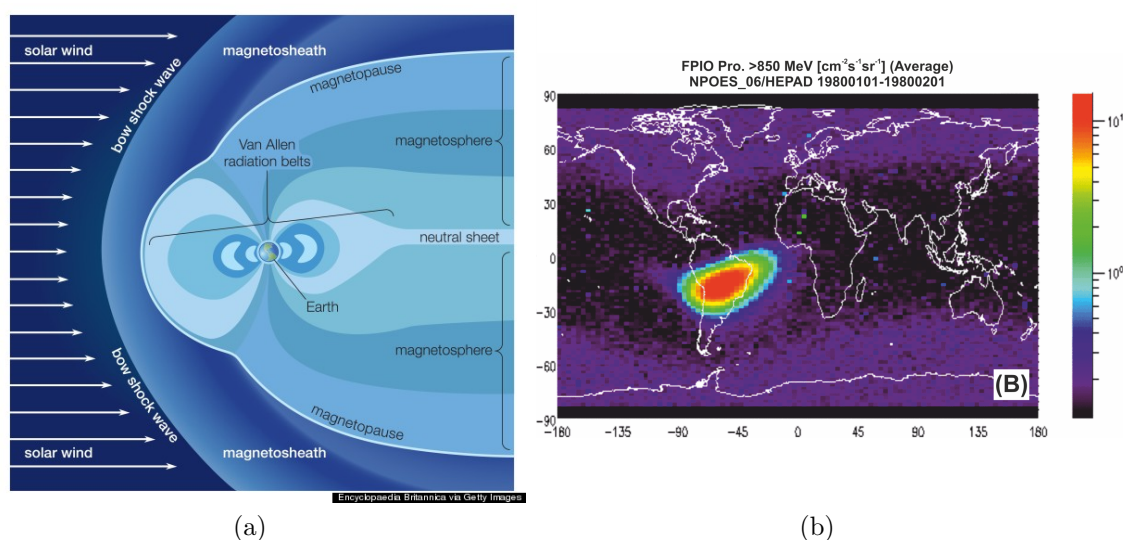 solar wind
magnetosheath
bow shock wave
magnetopause
Van Allen
radiation belts
magnetosphere
neutral sheet
Earth
magnetosphere
bow shock wave
magnetopause
solar wind
magnetosheath
Encyclopaedia Britannica via Getty Images
(a)
FPIO Pro. >850 MeV [cm⁻²s⁻¹sr⁻¹] (Average)
NPOES_06/HEPAD 19800101-19800201
90
60
30
0
-30
-60
-90
-180 -135 -90 -45 0 45 90 135 180
(B)
10¹
10⁰
(b)